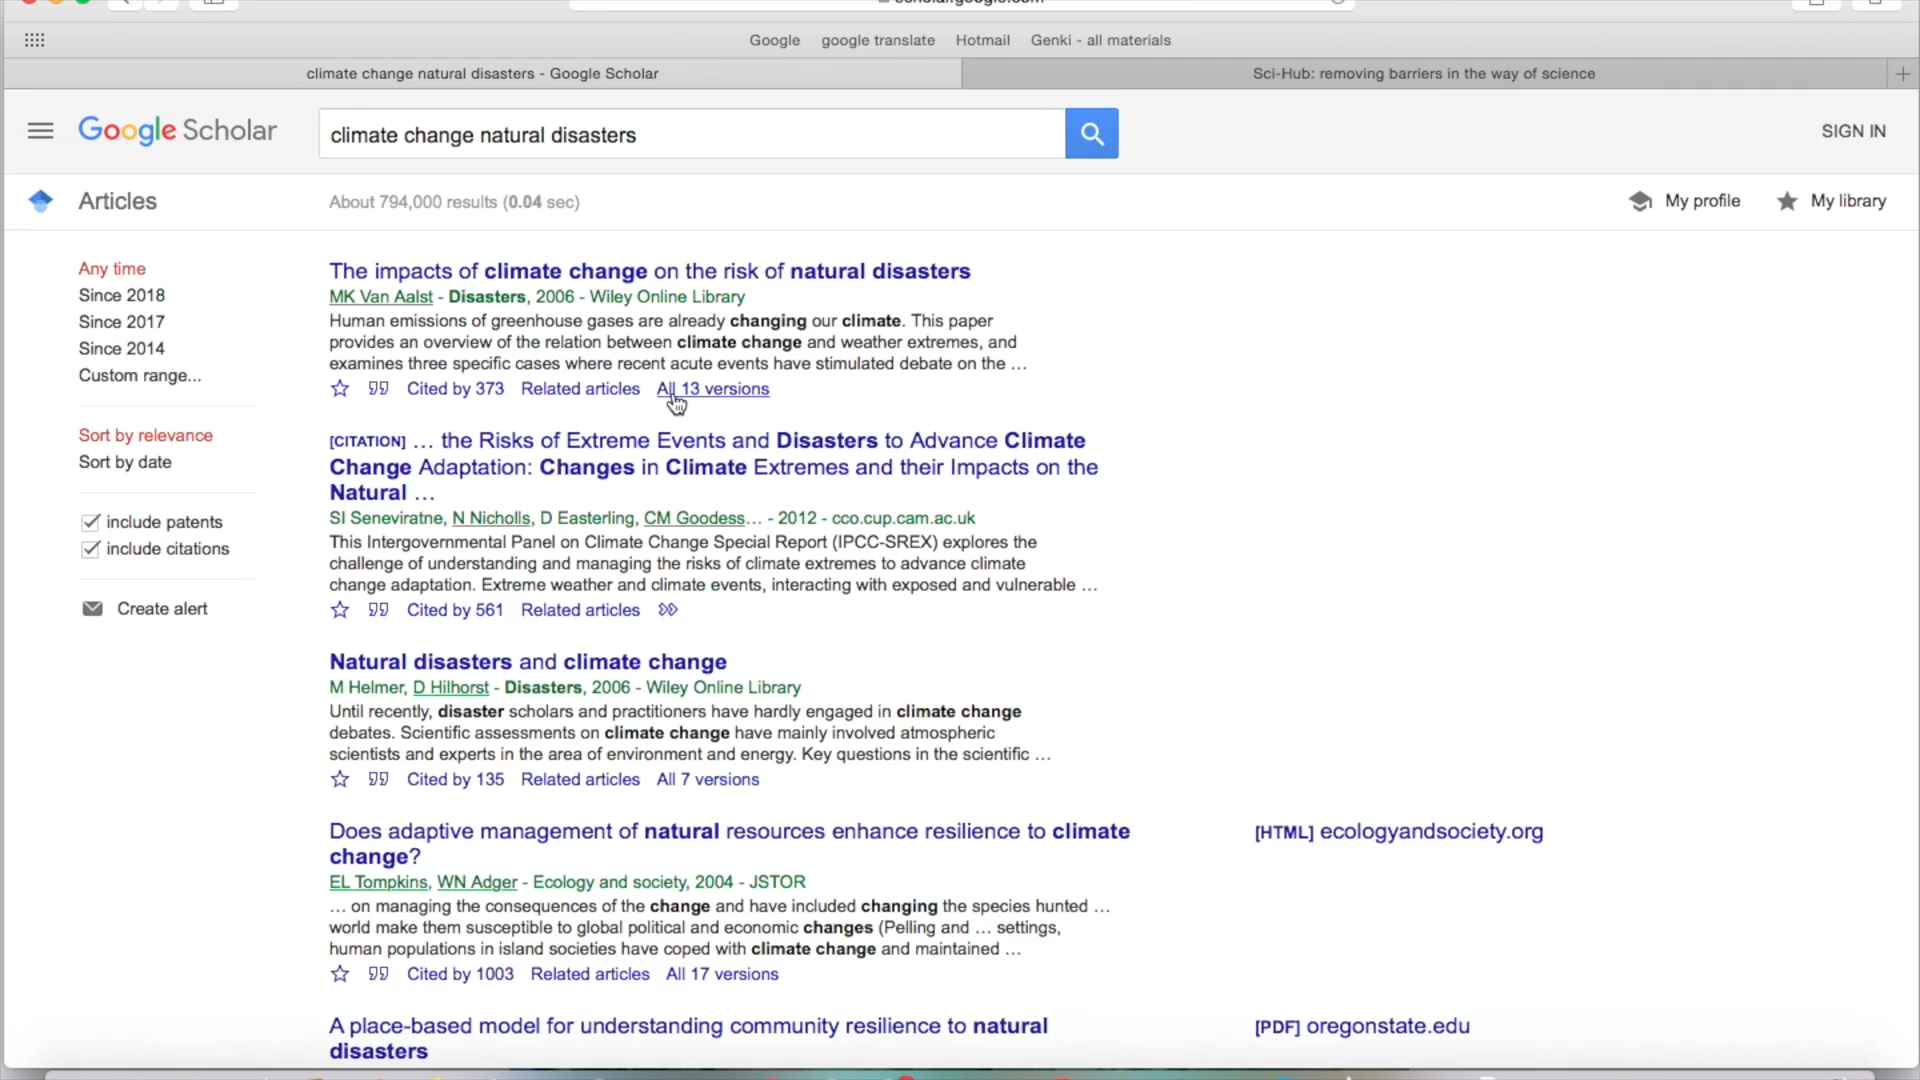 Google google translate Hotmail Genki - all materials
climate change natural disasters - Google Scholar
Sci-Hub: removing barriers in the way of science
Google Scholar
climate change natural disasters
SIGN IN
Articles
About 794,000 results (0.04 sec)
My profile
My library
Any time
Since 2018
Since 2017
Since 2014
Custom range...
Sort by relevance
Sort by date
include patents
include citations
Create alert
The impacts of climate change on the risk of natural disasters
MK Van Aalst - Disasters, 2006 - Wiley Online Library
Human emissions of greenhouse gases are already changing our climate. This paper
provides an overview of the relation between climate change and weather extremes, and
examines three specific cases where recent acute events have stimulated debate on the …
Cited by 373 Related articles All 13 versions
[CITATION] … the Risks of Extreme Events and Disasters to Advance Climate
Change Adaptation: Changes in Climate Extremes and their Impacts on the
Natural …
SI Seneviratne, N Nicholls, D Easterling, CM Goodess… - 2012 - cco.cup.cam.ac.uk
This Intergovernmental Panel on Climate Change Special Report (IPCC-SREX) explores the
challenge of understanding and managing the risks of climate extremes to advance climate
change adaptation. Extreme weather and climate events, interacting with exposed and vulnerable …
Cited by 561 Related articles
Natural disasters and climate change
M Helmer, D Hilhorst - Disasters, 2006 - Wiley Online Library
Until recently, disaster scholars and practitioners have hardly engaged in climate change
debates. Scientific assessments on climate change have mainly involved atmospheric
scientists and experts in the area of environment and energy. Key questions in the scientific …
Cited by 135 Related articles All 7 versions
Does adaptive management of natural resources enhance resilience to climate
change?
[HTML] ecologyandsociety.org
EL Tompkins, WN Adger - Ecology and society, 2004 - JSTOR
… on managing the consequences of the change and have included changing the species hunted …
world make them susceptible to global political and economic changes (Pelling and … settings,
human populations in island societies have coped with climate change and maintained …
Cited by 1003 Related articles All 17 versions
A place-based model for understanding community resilience to natural
disasters
[PDF] oregonstate.edu